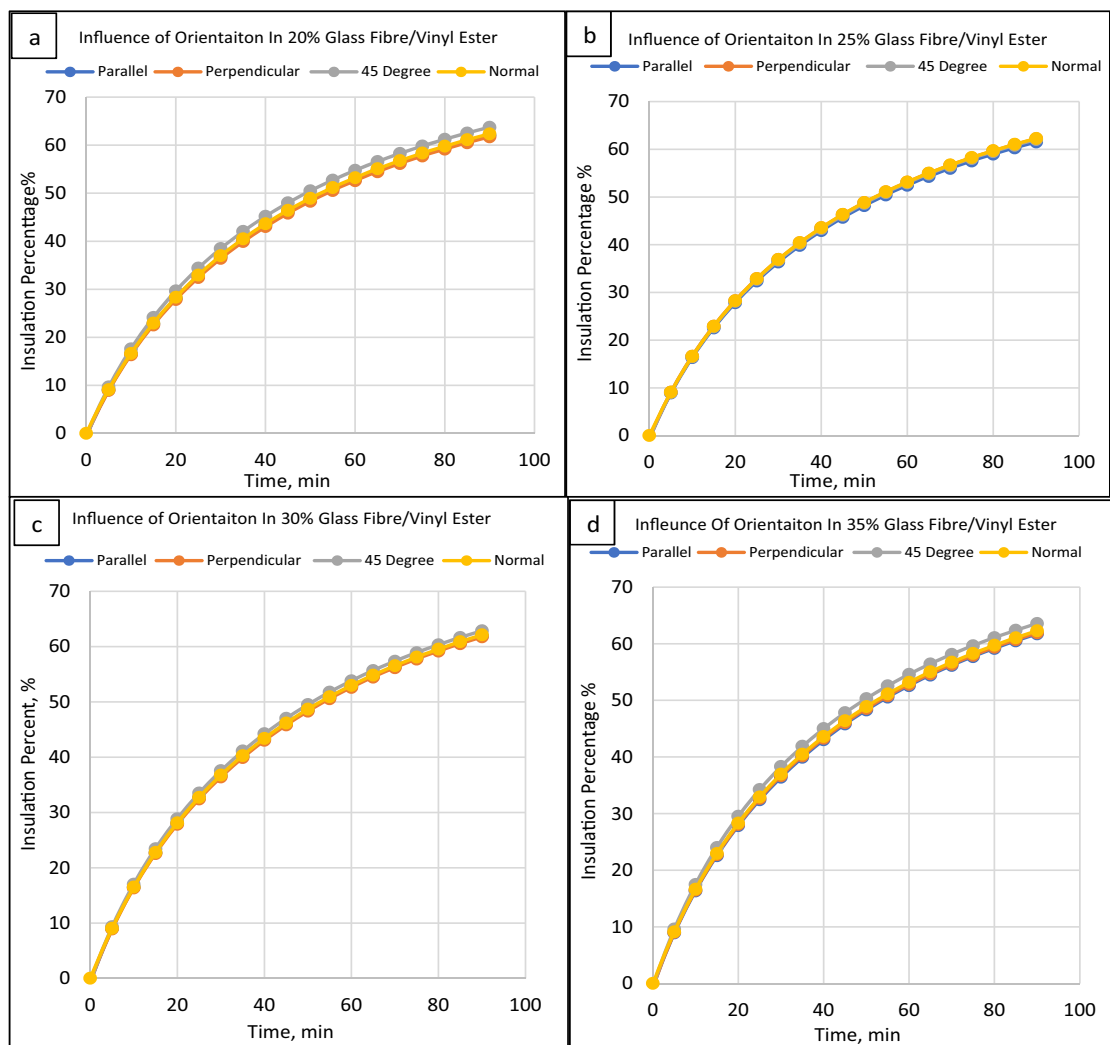 a
Influence of Orientaiton In 20% Glass Fibre/Vinyl Ester
Parallel Perpendicular 45 Degree Normal
70
60
50
40
30
20
10
0
Insulation Percenttage%
0 20 40 60 80 100
Time, min
b
Influence of Orientaiton In 25% Glass Fibre/Vinyl Ester
Parallel Perpendicular 45 Degree Normal
70
60
50
40
30
20
10
0
Insulation Percentage %
0 20 40 60 80 100
Time, min
c
Influence of Orientaiton In 30% Glass Fibre/Vinyl Ester
Parallel Perpendicular 45 Degree Normal
70
60
50
40
30
20
10
0
Insulation Percent, %
0 20 40 60 80 100
Time, min
d
Infleunce Of Orientaiton In 35% Glass Fibre/Vinyl Ester
Parallel Perpendicular 45 Degree Normal
70
60
50
40
30
20
10
0
Insulation Percentage %
0 20 40 60 80 100
Time, min